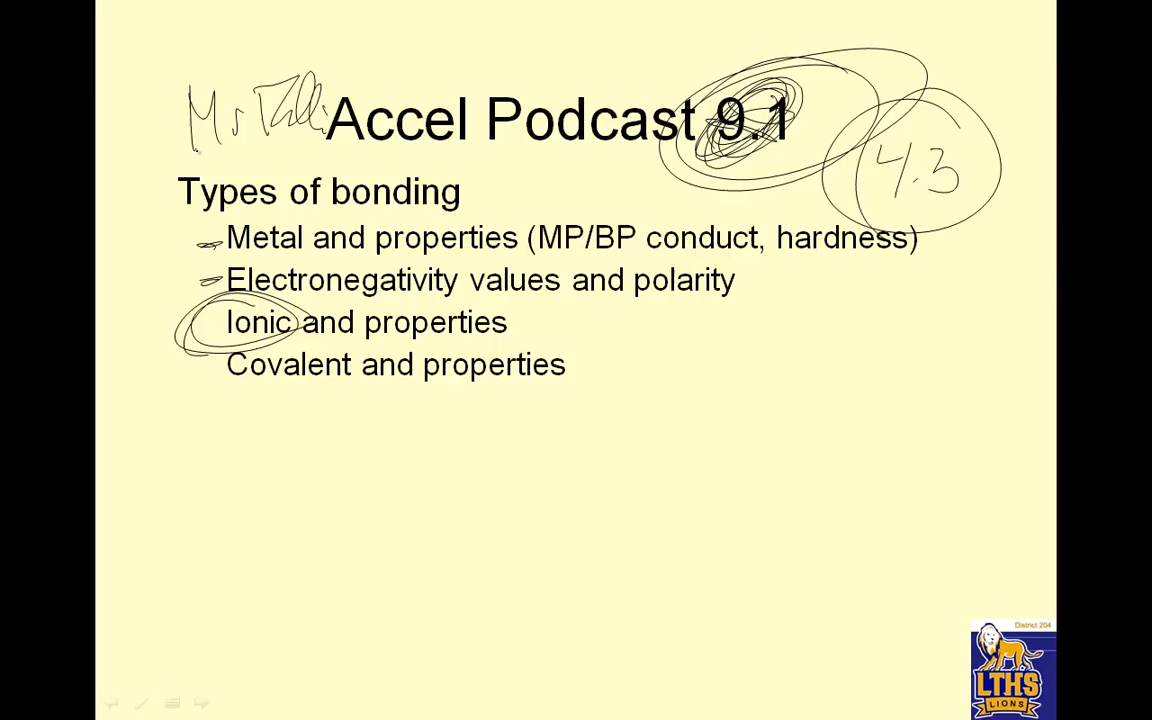 Mr
Accel Podcast 9.1
4.3
Types of bonding
Metal and properties (MP/BP conduct, hardness)
Electronegativity values and polarity
Ionic and properties
Covalent and properties
District 204
LTHS
LIONS